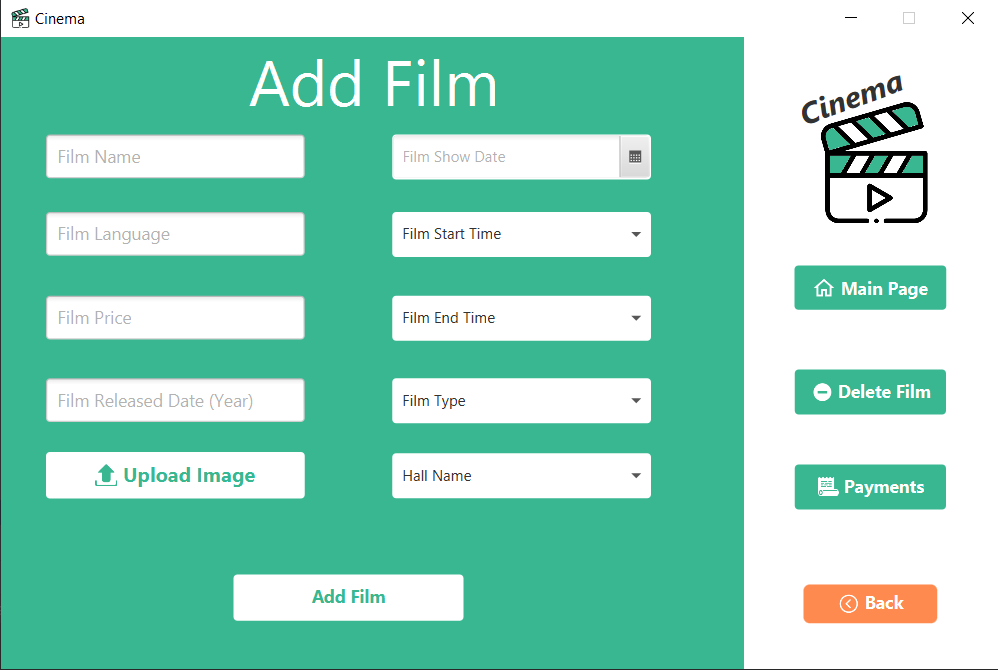 Cinema
Add Film
Film Name
Film Show Date
Film Language
Film Start Time
Film Price
Film End Time
Film Released Date (Year)
Film Type
Upload Image
Hall Name
Add Film
Cinema
Main Page
Delete Film
Payments
Back